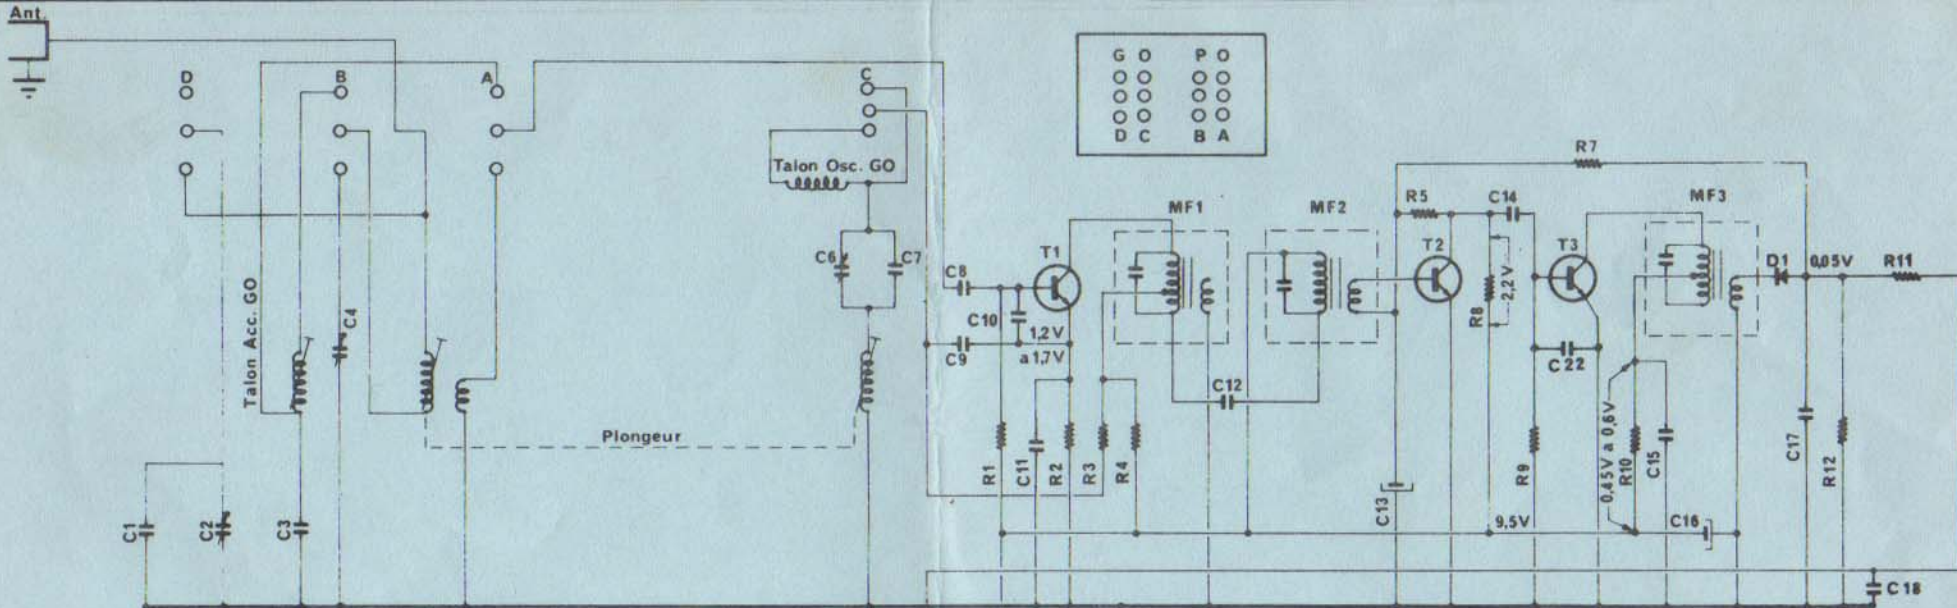 Ant.
D
B
A
C
G P
D C B A
Talon Osc. GO
R7
MF1
MF2
R5
C14
MF3
C6
C7
T1
T2
T3
D1
0,05V
R11
C8
2,2V
Talon Acc. GO
C4
C10
1,2V
R8
C9
a 1,7V
C22
C12
Plongeur
0,45V a 0,6V
R1
C11
R2
R3
R4
R9
R10
C15
C17
R12
C13
C1
C2
C3
9,5V
C16
C18